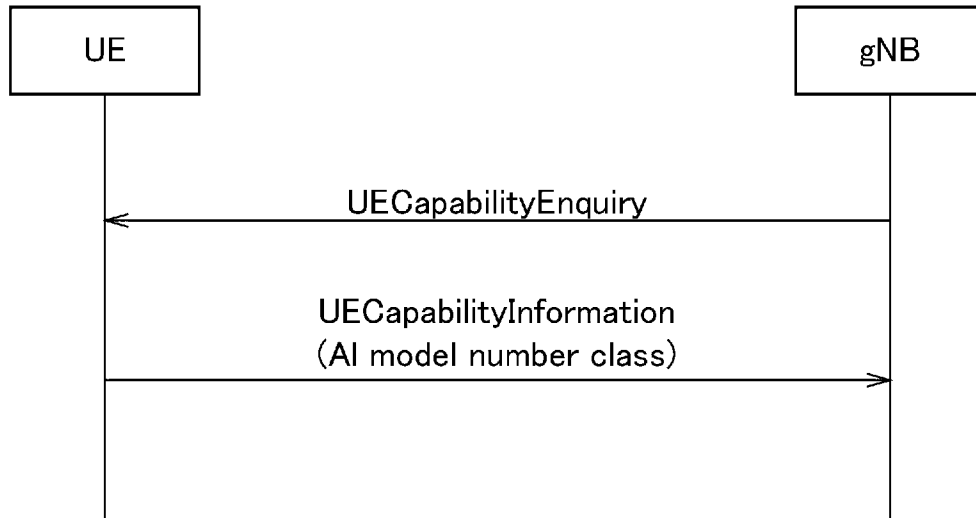 UE
gNB
UECapabilityEnquiry
UECapabilityInformation
(AI model number class)